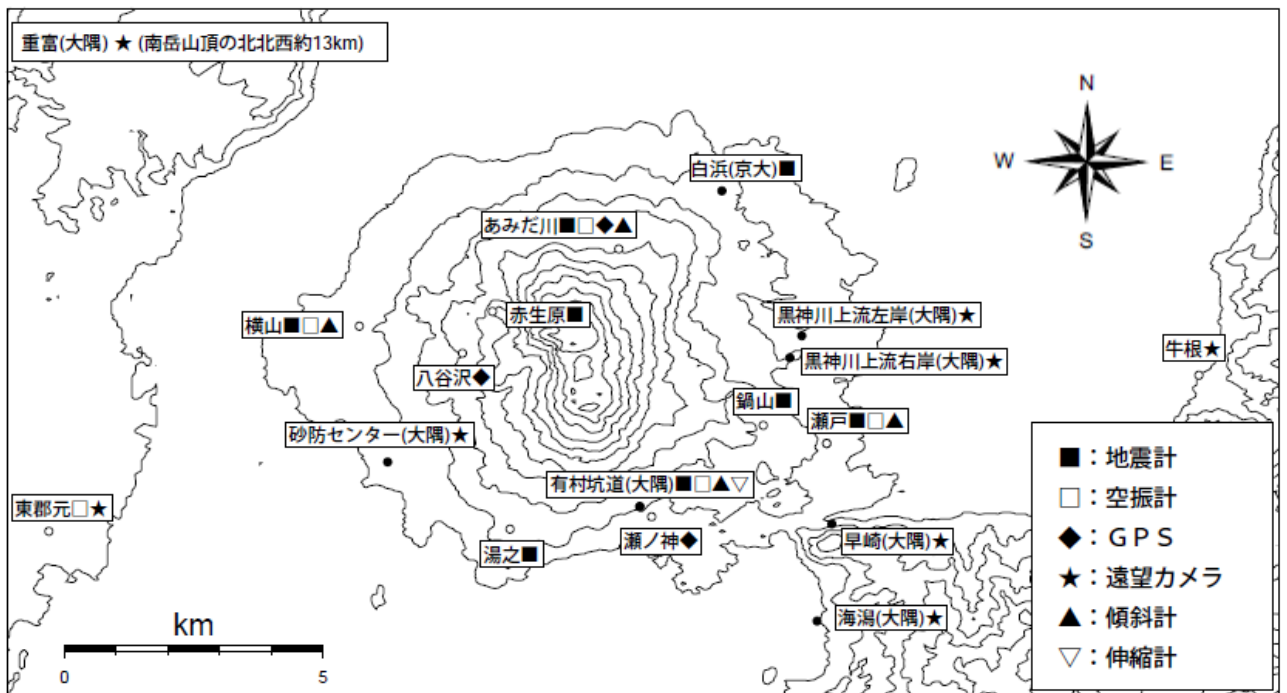 重富(大隅) ★ (南岳山頂の北北西約13km)
N
W
E
S
白浜(京大)■
あみだ川■□◆▲
横山■□▲
赤生原■
黒神川上流左岸(大隅)★
牛根★
黒神川上流右岸(大隅)★
八谷沢◆
鍋山■
瀬戸■□▲
砂防センター(大隅)★
有村坑道(大隅)■□▲▽
東郡元□★
湯之■
瀬ノ神◆
早崎(大隅)★
海潟(大隅)★
km
0
5
■：地震計
□：空振計
◆：ＧＰＳ
★：遠望カメラ
▲：傾斜計
▽：伸縮計